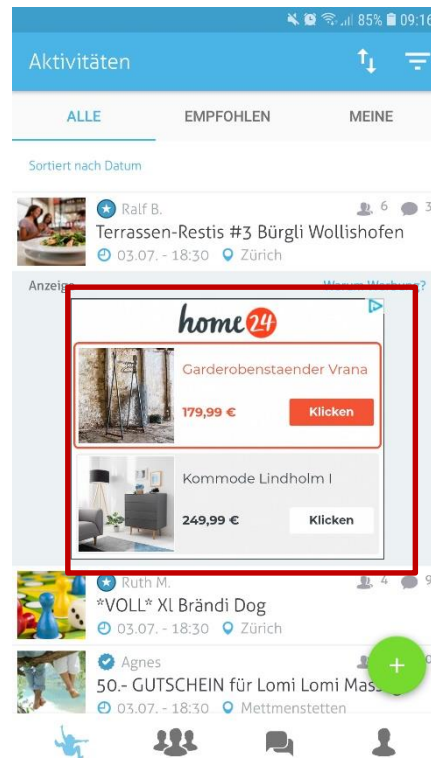 85% 09:16
Aktivitäten
ALLE EMPFOHLEN MEINE
Sortiert nach Datum
Ralf B. 6 3
Terrassen-Restis #3 Bürgli Wollishofen
03.07. - 18:30 Zürich
Anzeige Warum Werbung?
home24
Garderobenstaender Vrana
179,99 € Klicken
Kommode Lindholm I
249,99 € Klicken
Ruth M. 4 9
*VOLL* Xl Brändi Dog
03.07. - 18:30 Zürich
Agnes
50.- GUTSCHEIN für Lomi Lomi
03.07. - 18:30 Mettmenstetten